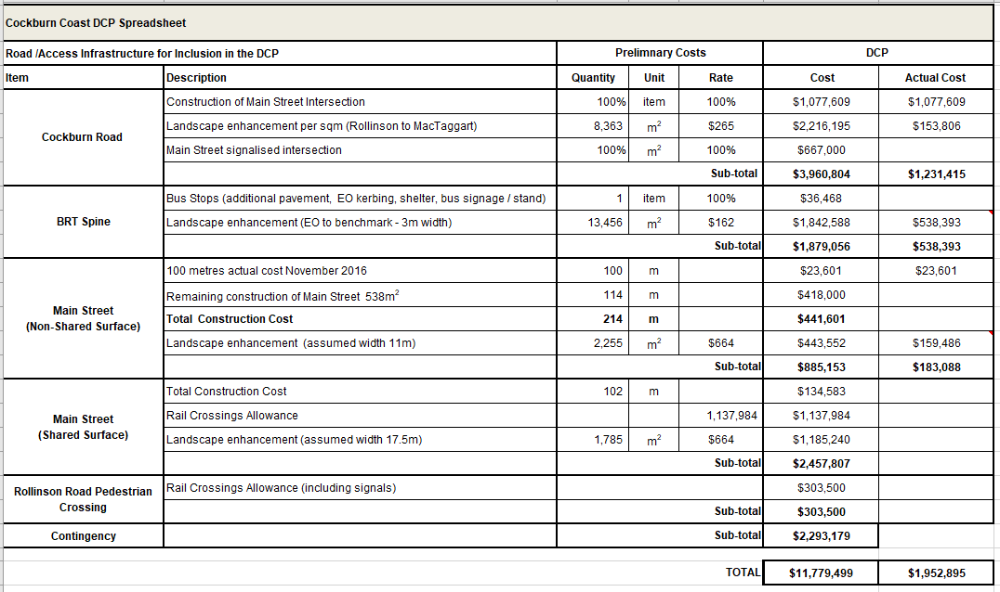 Cockburn Coast DCP Spreadsheet
Road /Access Infrastructure for Inclusion in the DCP Prelimnary Costs DCP
Item Description Quantity Unit Rate Cost Actual Cost
Cockburn Road
Construction of Main Street Intersection 100% item 100% $1,077,609 $1,077,609
Landscape enhancement per sqm (Rollinson to MacTaggart) 8,363 m² $265 $2,216,195 $153,806
Main Street signalised intersection 100% m² 100% $667,000
Sub-total $3,960,804 $1,231,415
BRT Spine
Bus Stops (additional pavement, EO kerbing, shelter, bus signage / stand) 1 item 100% $36,468
Landscape enhancement (EO to benchmark - 3m width) 13,456 m² $162 $1,842,588 $538,393
Sub-total $1,879,056 $538,393
Main Street
(Non-Shared Surface)
100 metres actual cost November 2016 100 m $23,601 $23,601
Remaining construction of Main Street 538m² 114 m $418,000
Total Construction Cost 214 m $441,601
Landscape enhancement (assumed width 11m) 2,255 m² $664 $443,552 $159,486
Sub-total $885,153 $183,088
Main Street
(Shared Surface)
Total Construction Cost 102 m $134,583
Rail Crossings Allowance 1,137,984 $1,137,984
Landscape enhancement (assumed width 17.5m) 1,785 m² $664 $1,185,240
Sub-total $2,457,807
Rollinson Road Pedestrian
Crossing
Rail Crossings Allowance (including signals) $303,500
Sub-total $303,500
Contingency Sub-total $2,293,179
TOTAL $11,779,499 $1,952,895